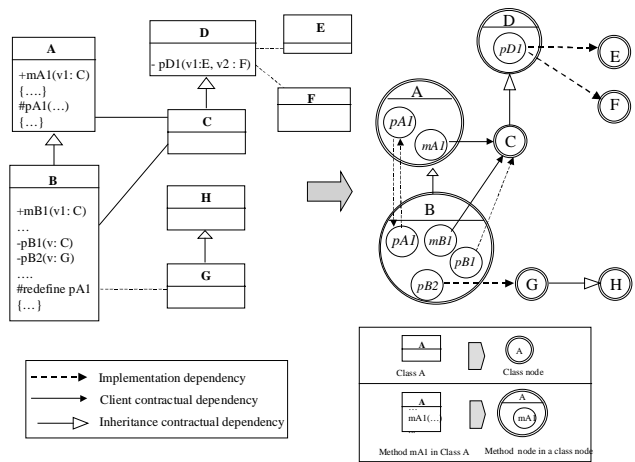 A
+mA1(v1: C)
{....}
#pA1(...)
{...}
B
+mB1(v1: C)
...
-pB1(v: C)
-pB2(v: G)
....
#redefine pA1
{...}
D
- pD1(v1:E, v2 : F)
E
F
C
H
G
A
pA1
mA1
B
pA1
mB1
pB1
pB2
D
pD1
E
F
C
G
H
Implementation dependency
Client contractual dependency
Inheritance contractual dependency
A
A
Class A
Class node
A
...
mA1(...)
...
A
mA1
Method mA1 in Class A
Method node in a class node